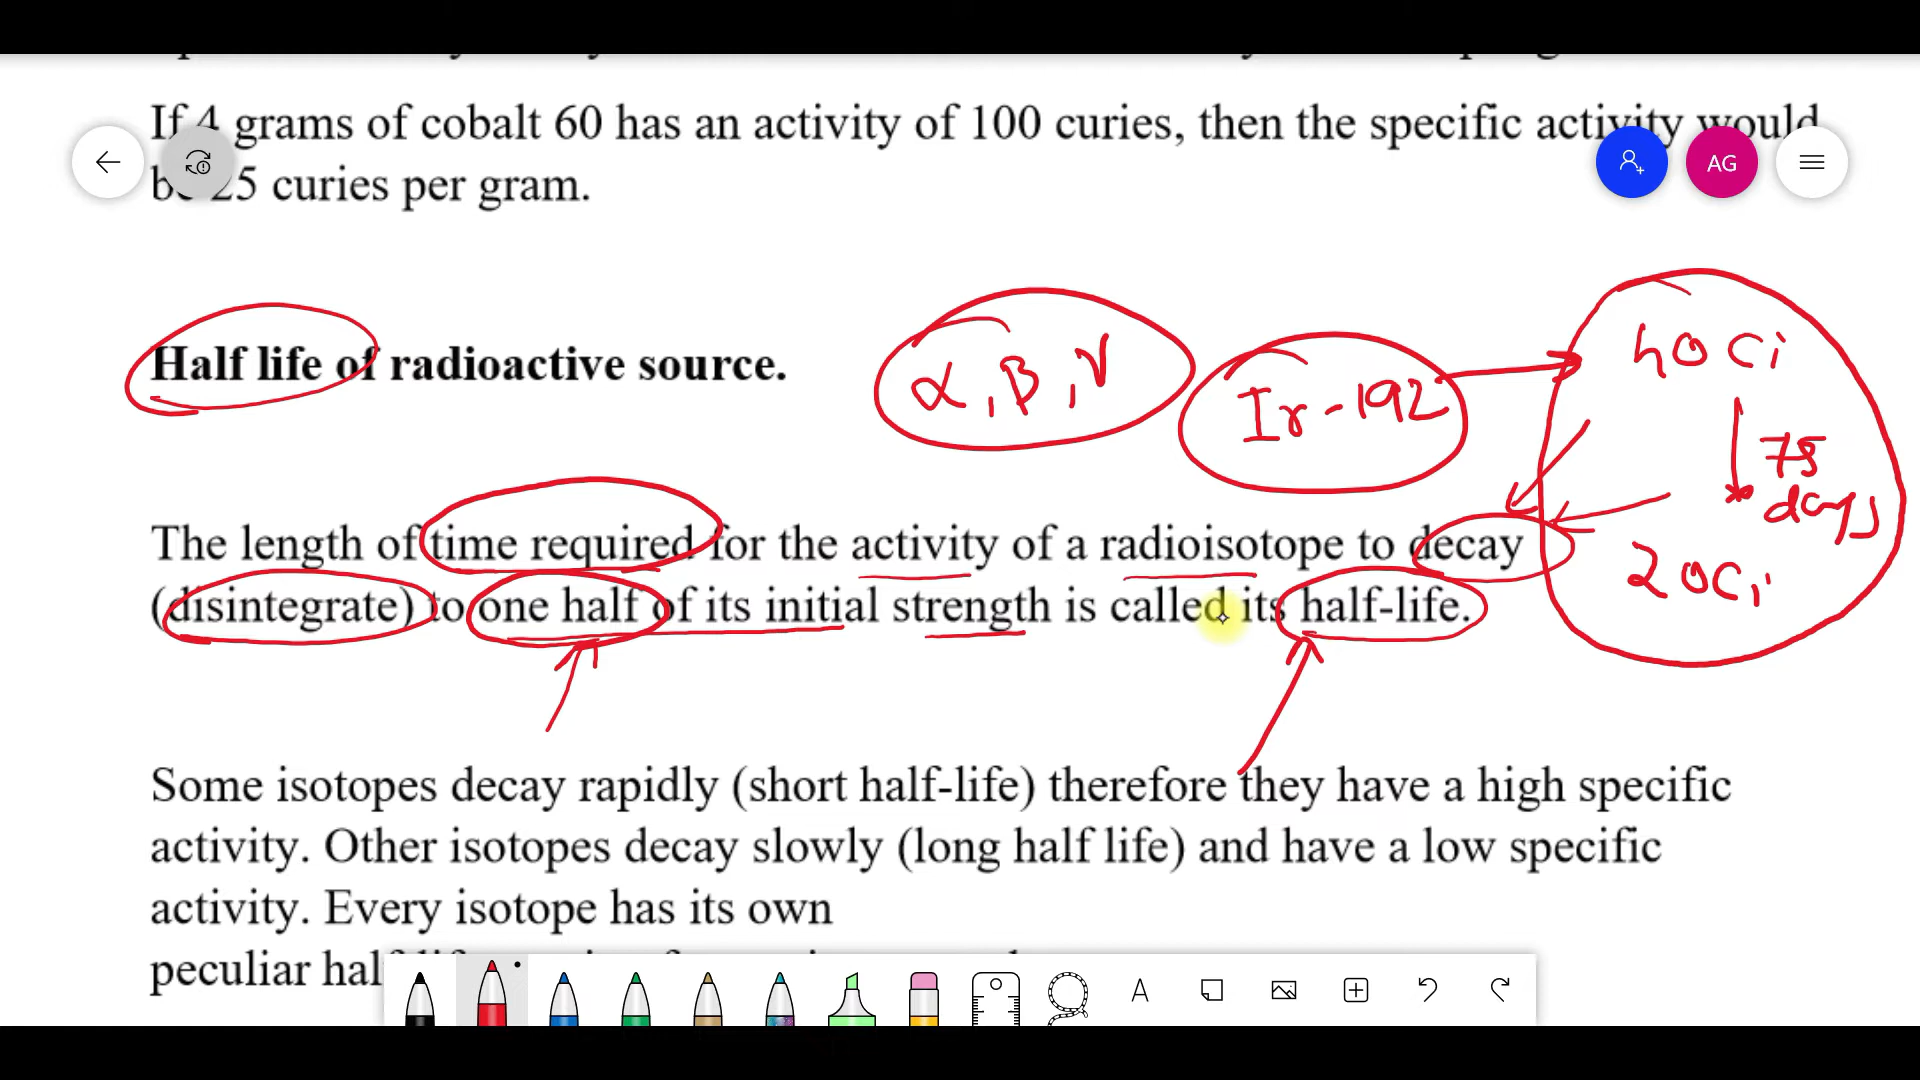 If 4 grams of cobalt 60 has an activity of 100 curies, then the specific activity would
be 25 curies per gram.
AG
Half life of radioactive source.
α, β, γ
Ir-192
40 Ci
75
days
20 Ci
The length of time required for the activity of a radioisotope to decay
(disintegrate) to one half of its initial strength is called its half-life.
Some isotopes decay rapidly (short half-life) therefore they have a high specific
activity. Other isotopes decay slowly (long half life) and have a low specific
activity. Every isotope has its own
peculiar
A